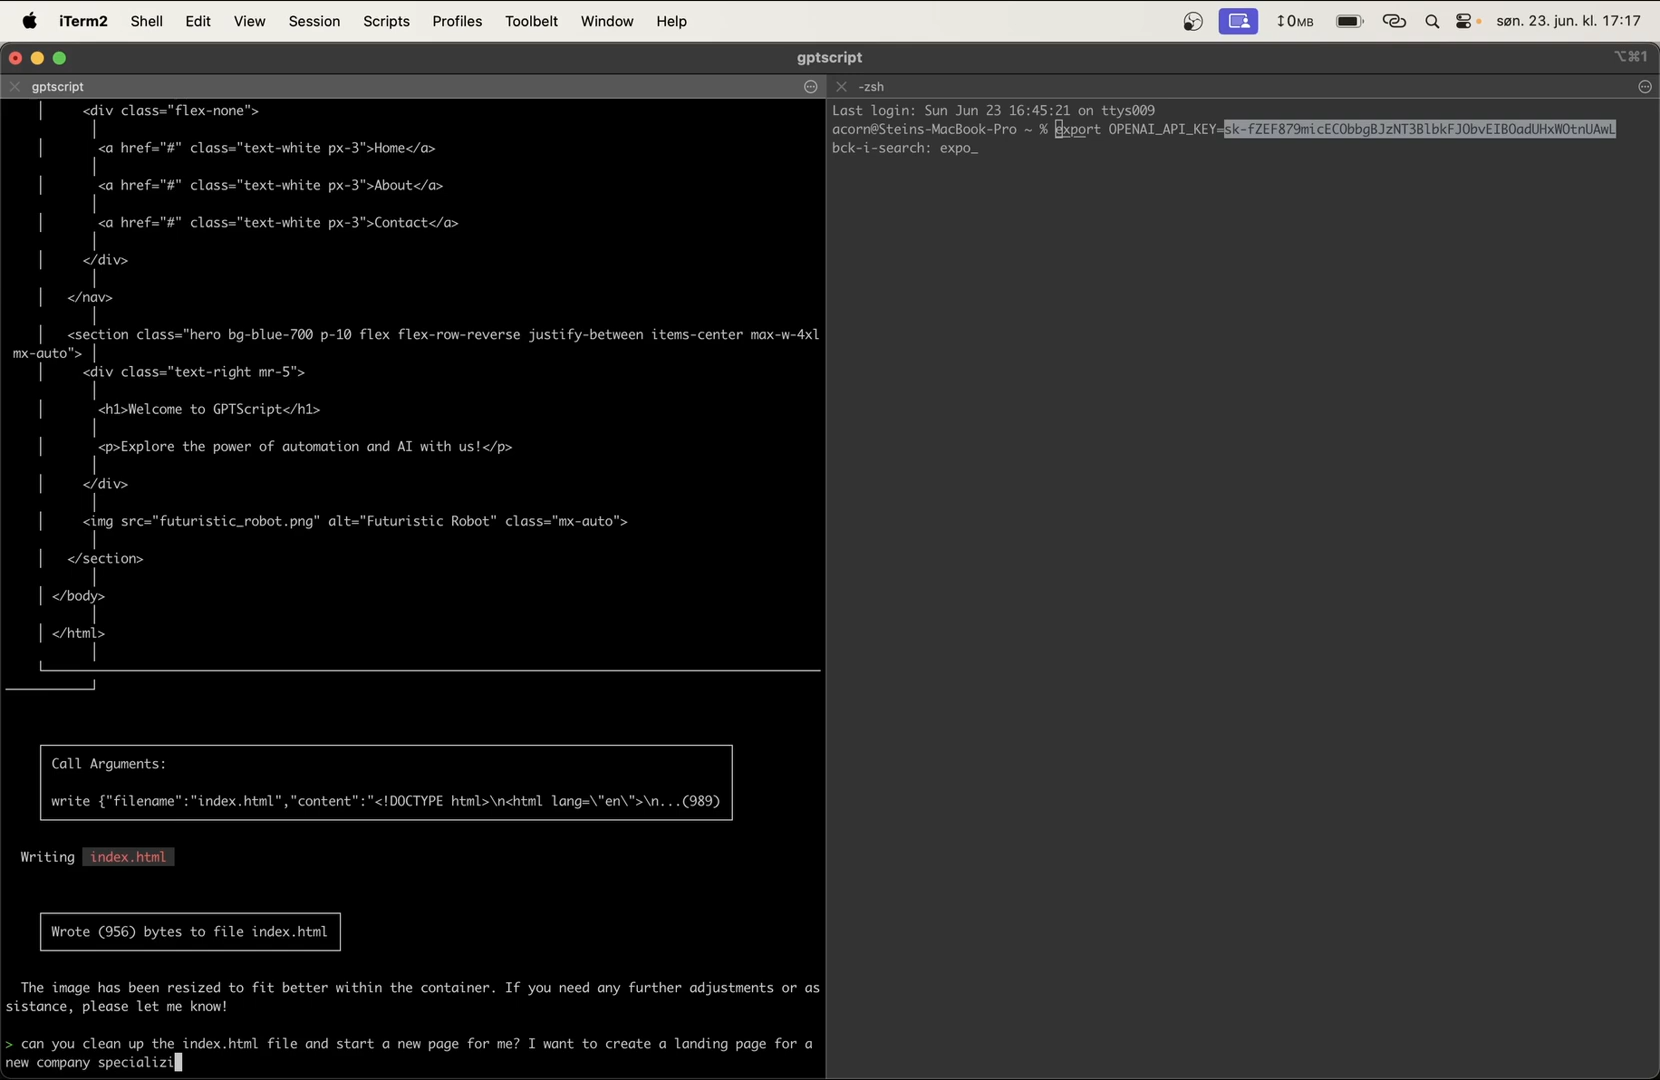 iTerm2 Shell Edit View Session Scripts Profiles Toolbelt Window Help 0MB søn. 23. jun. kl. 17:17
gptscript ⌥⌘1
gptscript
<div class="flex-none">
<a href="#" class="text-white px-3">Home</a>
<a href="#" class="text-white px-3">About</a>
<a href="#" class="text-white px-3">Contact</a>
</div>
</nav>
<section class="hero bg-blue-700 p-10 flex flex-row-reverse justify-between items-center max-w-4xl
mx-auto">
<div class="text-right mr-5">
<h1>Welcome to GPTScript</h1>
<p>Explore the power of automation and AI with us!</p>
</div>
<img src="futuristic_robot.png" alt="Futuristic Robot" class="mx-auto">
</section>
</body>
</html>
Call Arguments:
write {"filename":"index.html","content":"<!DOCTYPE html>\n<html lang=\"en\">\n...(989)
Writing index.html
Wrote (956) bytes to file index.html
The image has been resized to fit better within the container. If you need any further adjustments or as
sistance, please let me know!
> can you clean up the index.html file and start a new page for me? I want to create a landing page for a
new company specializi
-zsh
Last login: Sun Jun 23 16:45:21 on ttys009
acorn@Steins-MacBook-Pro ~ % export OPENAI_API_KEY=
bck-i-search: expo_